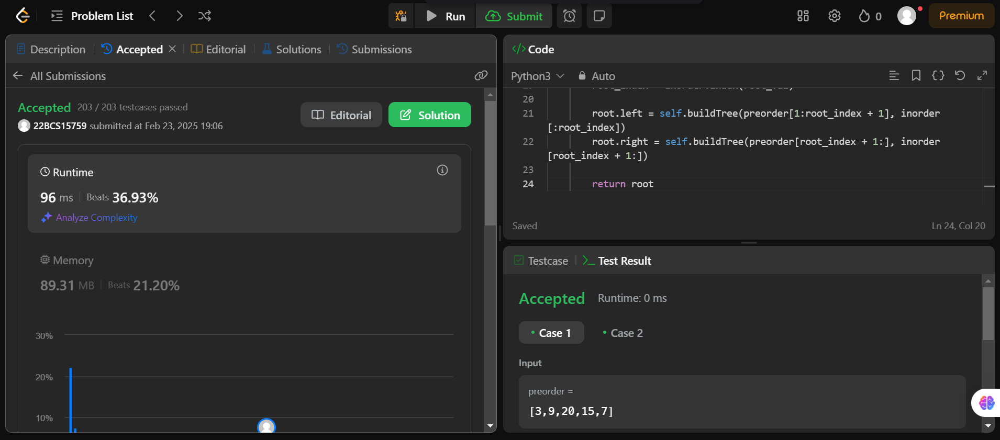 Problem List
Run
Submit
0
Premium
Description
Accepted
Editorial
Solutions
Submissions
All Submissions
Accepted 203 / 203 testcases passed
22BCS15759 submitted at Feb 23, 2025 19:06
Editorial
Solution
Runtime
96 ms Beats 36.93%
Analyze Complexity
Memory
89.31 MB Beats 21.20%
30%
20%
10%
</> Code
Python3
Auto
20
21 root.left = self.buildTree(preorder[1:root_index + 1], inorder
[:root_index])
22 root.right = self.buildTree(preorder[root_index + 1:], inorder
[root_index + 1:])
23
24 return root
Saved
Ln 24, Col 20
Testcase
Test Result
Accepted Runtime: 0 ms
Case 1
Case 2
Input
preorder =
[3,9,20,15,7]